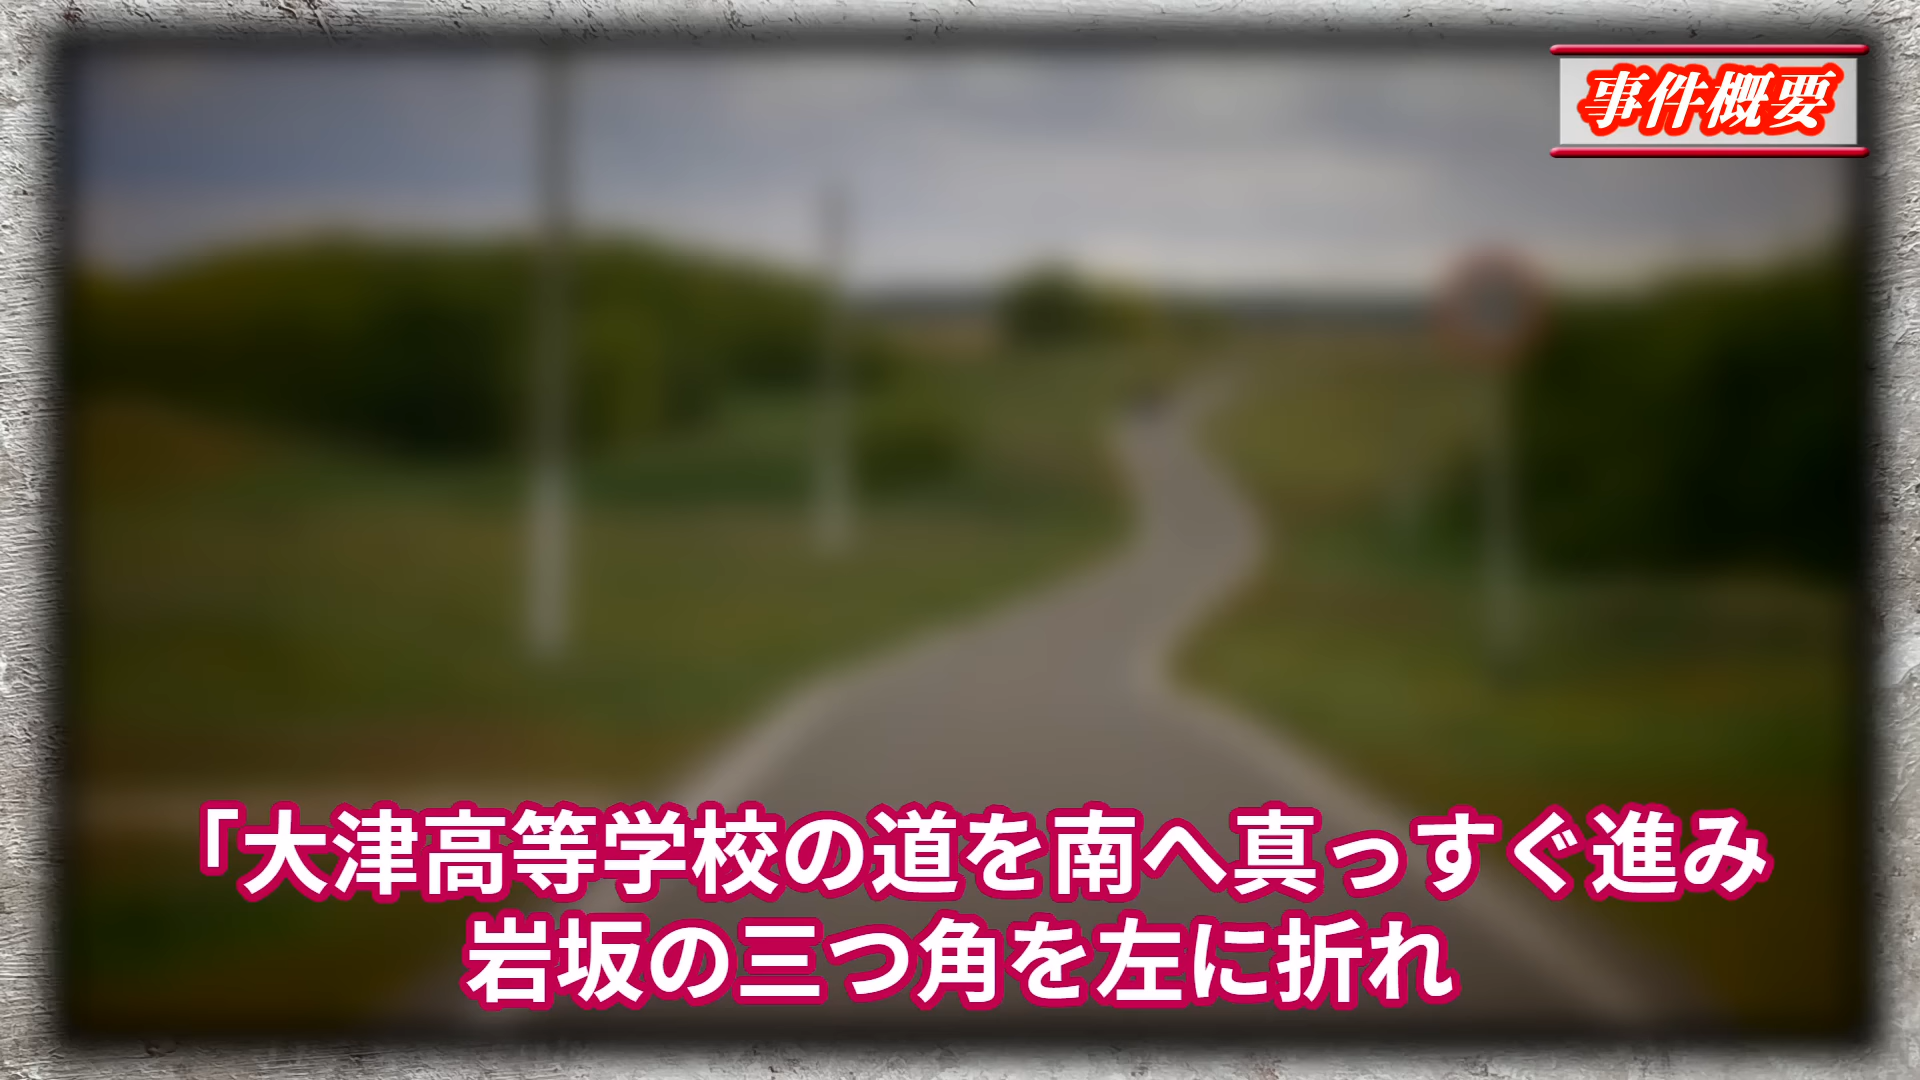 事件概要
「大津高等学校の道を南へ真っすぐ進み
岩坂の三つ角を左に折れ